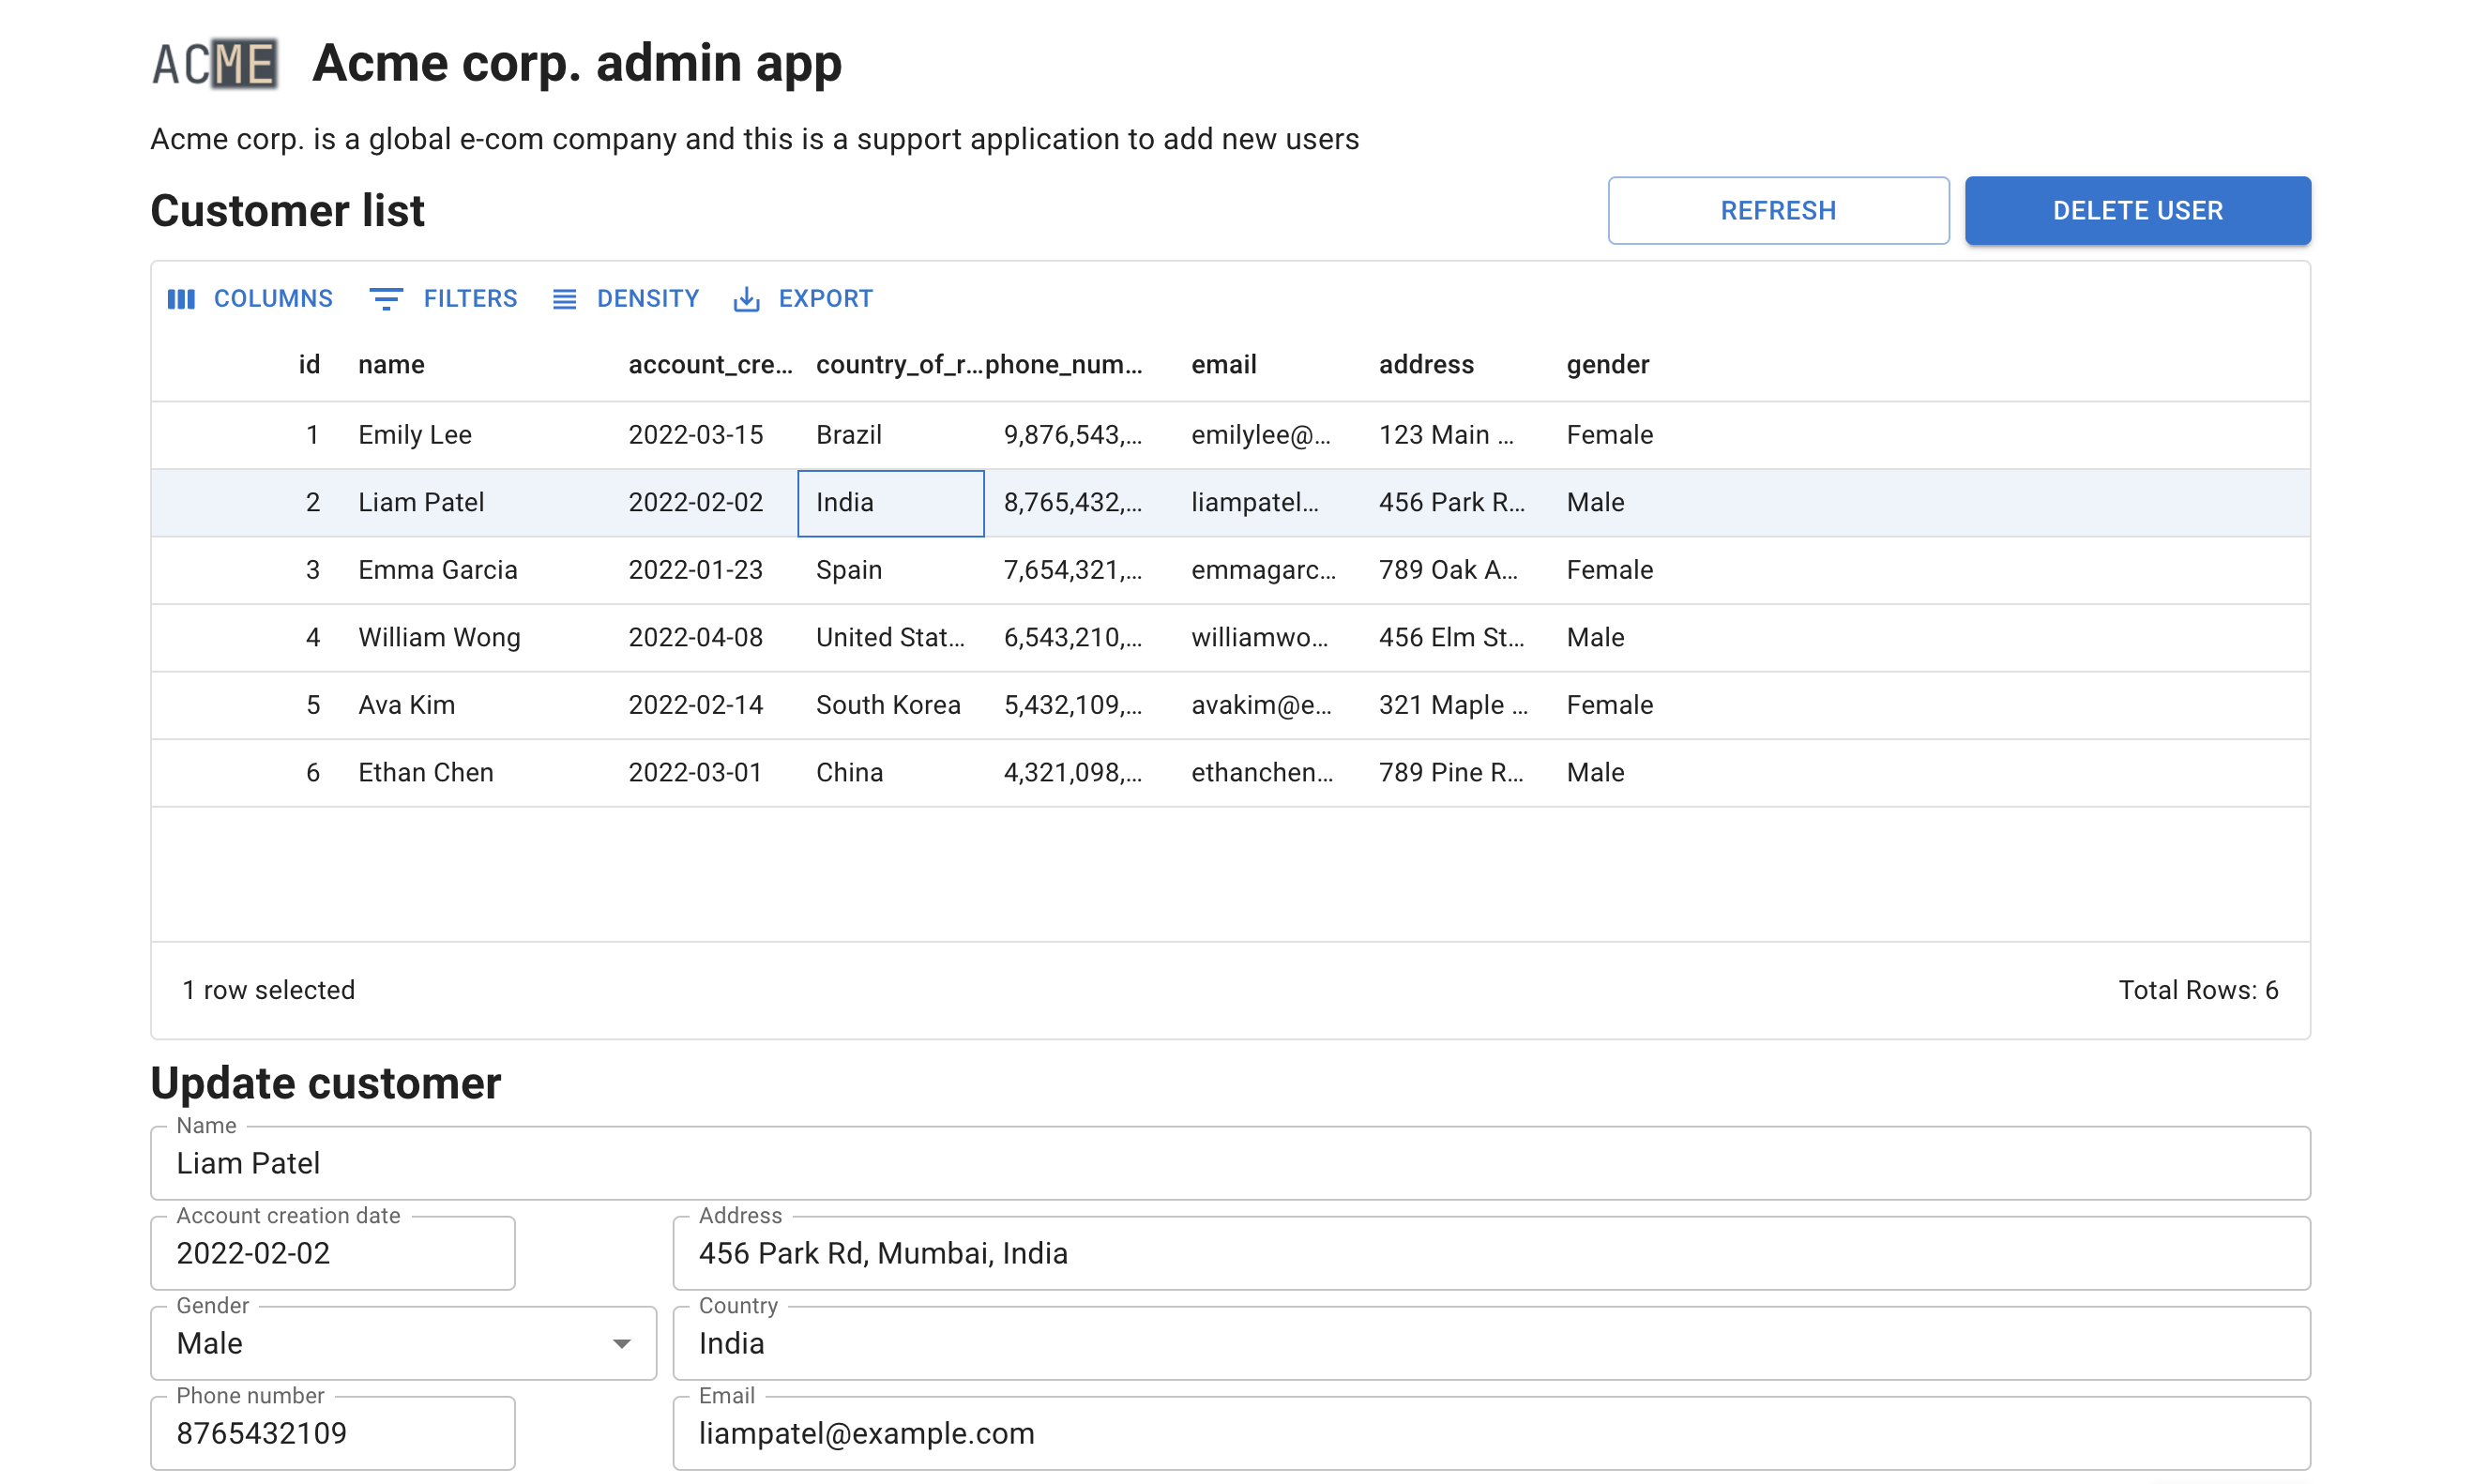 ACME Acme corp. admin app
Acme corp. is a global e-com company and this is a support application to add new users
Customer list REFRESH DELETE USER
COLUMNS FILTERS DENSITY EXPORT
id name account_cre... country_of_r... phone_num... email address gender
1 Emily Lee 2022-03-15 Brazil 9,876,543,... emilylee@... 123 Main ... Female
2 Liam Patel 2022-02-02 India 8,765,432,... liampatel... 456 Park R... Male
3 Emma Garcia 2022-01-23 Spain 7,654,321,... emmagarc... 789 Oak A... Female
4 William Wong 2022-04-08 United Stat... 6,543,210,... williamwo... 456 Elm St... Male
5 Ava Kim 2022-02-14 South Korea 5,432,109,... avakim@e... 321 Maple ... Female
6 Ethan Chen 2022-03-01 China 4,321,098,... ethanchen... 789 Pine R... Male
1 row selected Total Rows: 6
Update customer
Name
Liam Patel
Account creation date Address
2022-02-02 456 Park Rd, Mumbai, India
Gender Country
Male India
Phone number Email
8765432109 liampatel@example.com